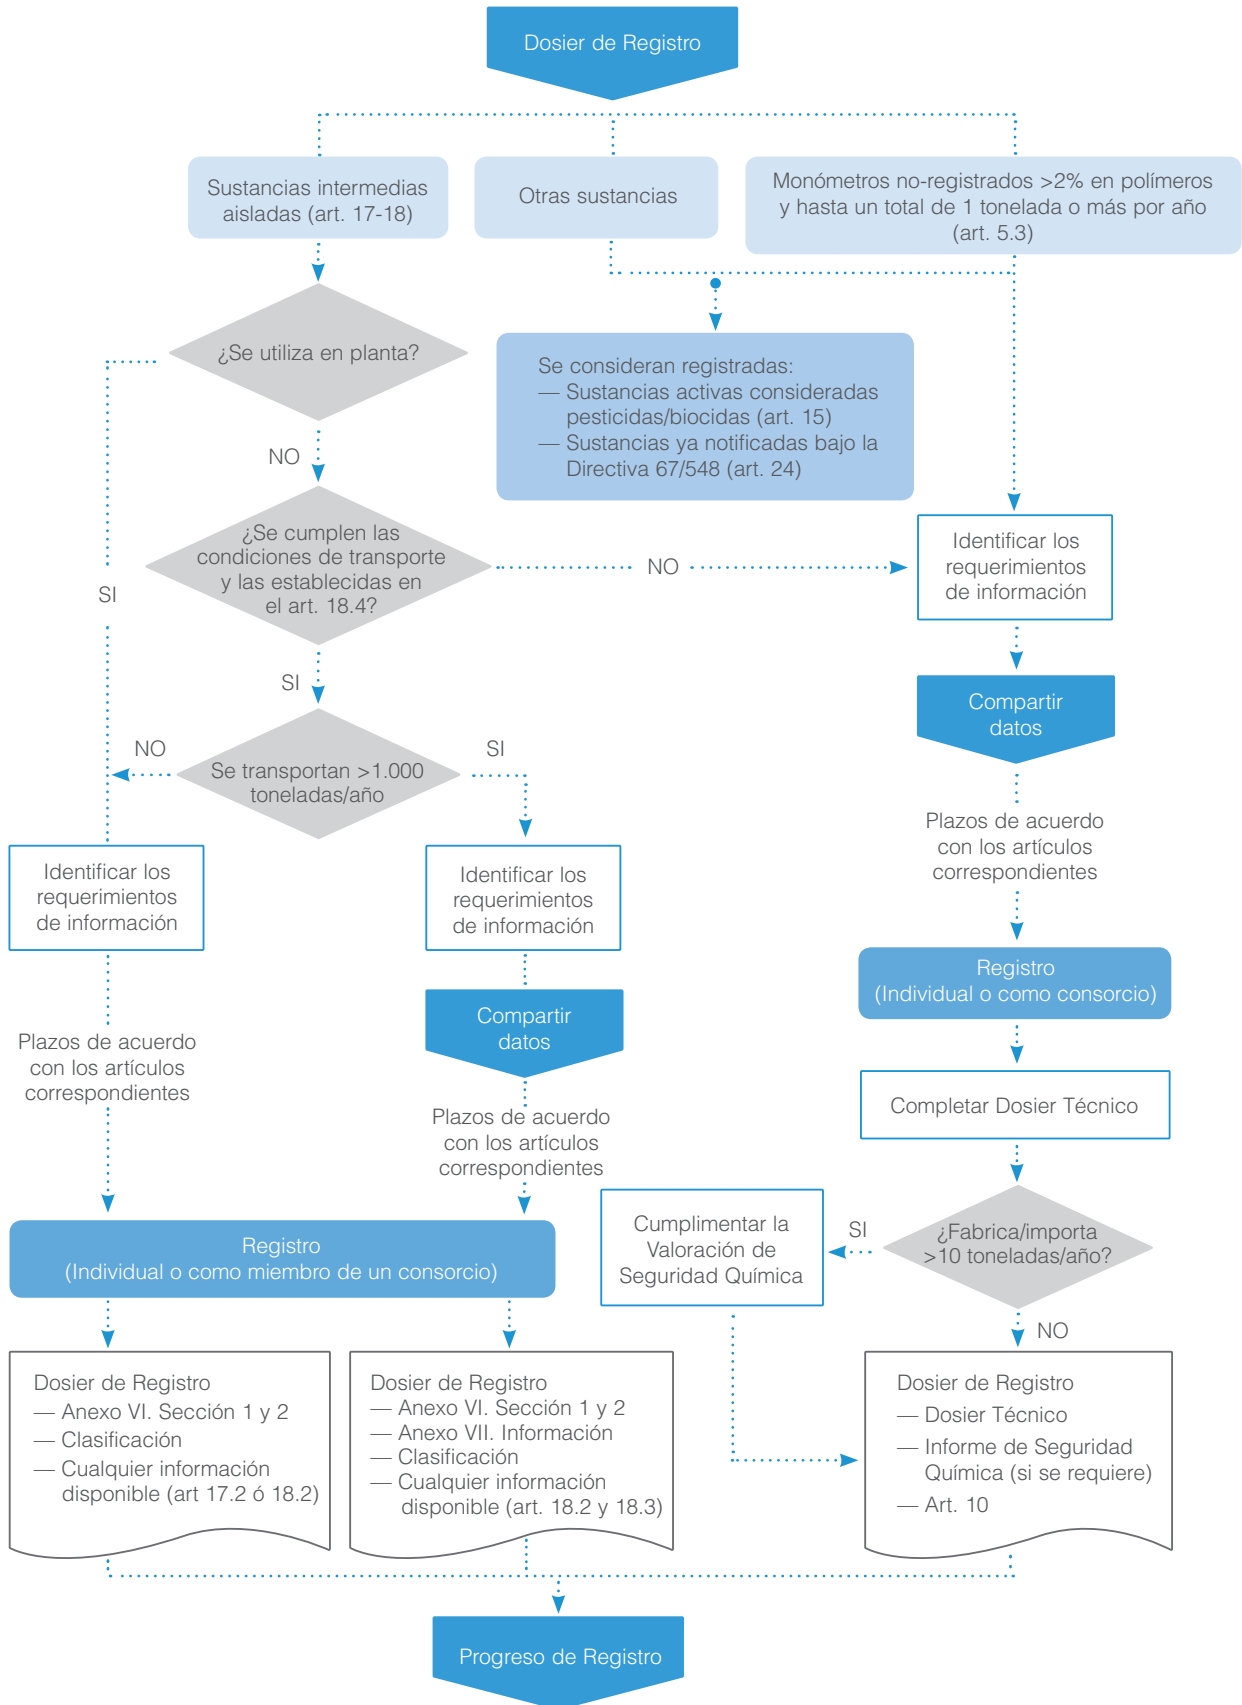 Dosier de Registro
Sustancias intermedias
aisladas (art. 17-18)
Otras sustancias
Monómetros no-registrados >2% en polímeros
y hasta un total de 1 tonelada o más por año
(art. 5.3)
¿Se utiliza en planta?
Se consideran registradas:
— Sustancias activas consideradas
pesticidas/biocidas (art. 15)
— Sustancias ya notificadas bajo la
Directiva 67/548 (art. 24)
NO
¿Se cumplen las
condiciones de transporte
y las establecidas en
el art. 18.4?
NO
Identificar los
requerimientos
de información
SI
SI
Compartir
datos
NO
SI
Se transportan >1.000
toneladas/año
Plazos de acuerdo
con los artículos
correspondientes
Identificar los
requerimientos
de información
Identificar los
requerimientos
de información
Registro
(Individual o como consorcio)
Compartir
datos
Plazos de acuerdo
con los artículos
correspondientes
Completar Dosier Técnico
Plazos de acuerdo
con los artículos
correspondientes
Cumplimentar la
Valoración de
Seguridad Química
SI
¿Fabrica/importa
>10 toneladas/año?
Registro
(Individual o como miembro de un consorcio)
NO
Dosier de Registro
— Anexo VI. Sección 1 y 2
— Clasificación
— Cualquier información
disponible (art 17.2 ó 18.2)
Dosier de Registro
— Anexo VI. Sección 1 y 2
— Anexo VII. Información
— Clasificación
— Cualquier información
disponible (art. 18.2 y 18.3)
Dosier de Registro
— Dosier Técnico
— Informe de Seguridad
Química (si se requiere)
— Art. 10
Progreso de Registro